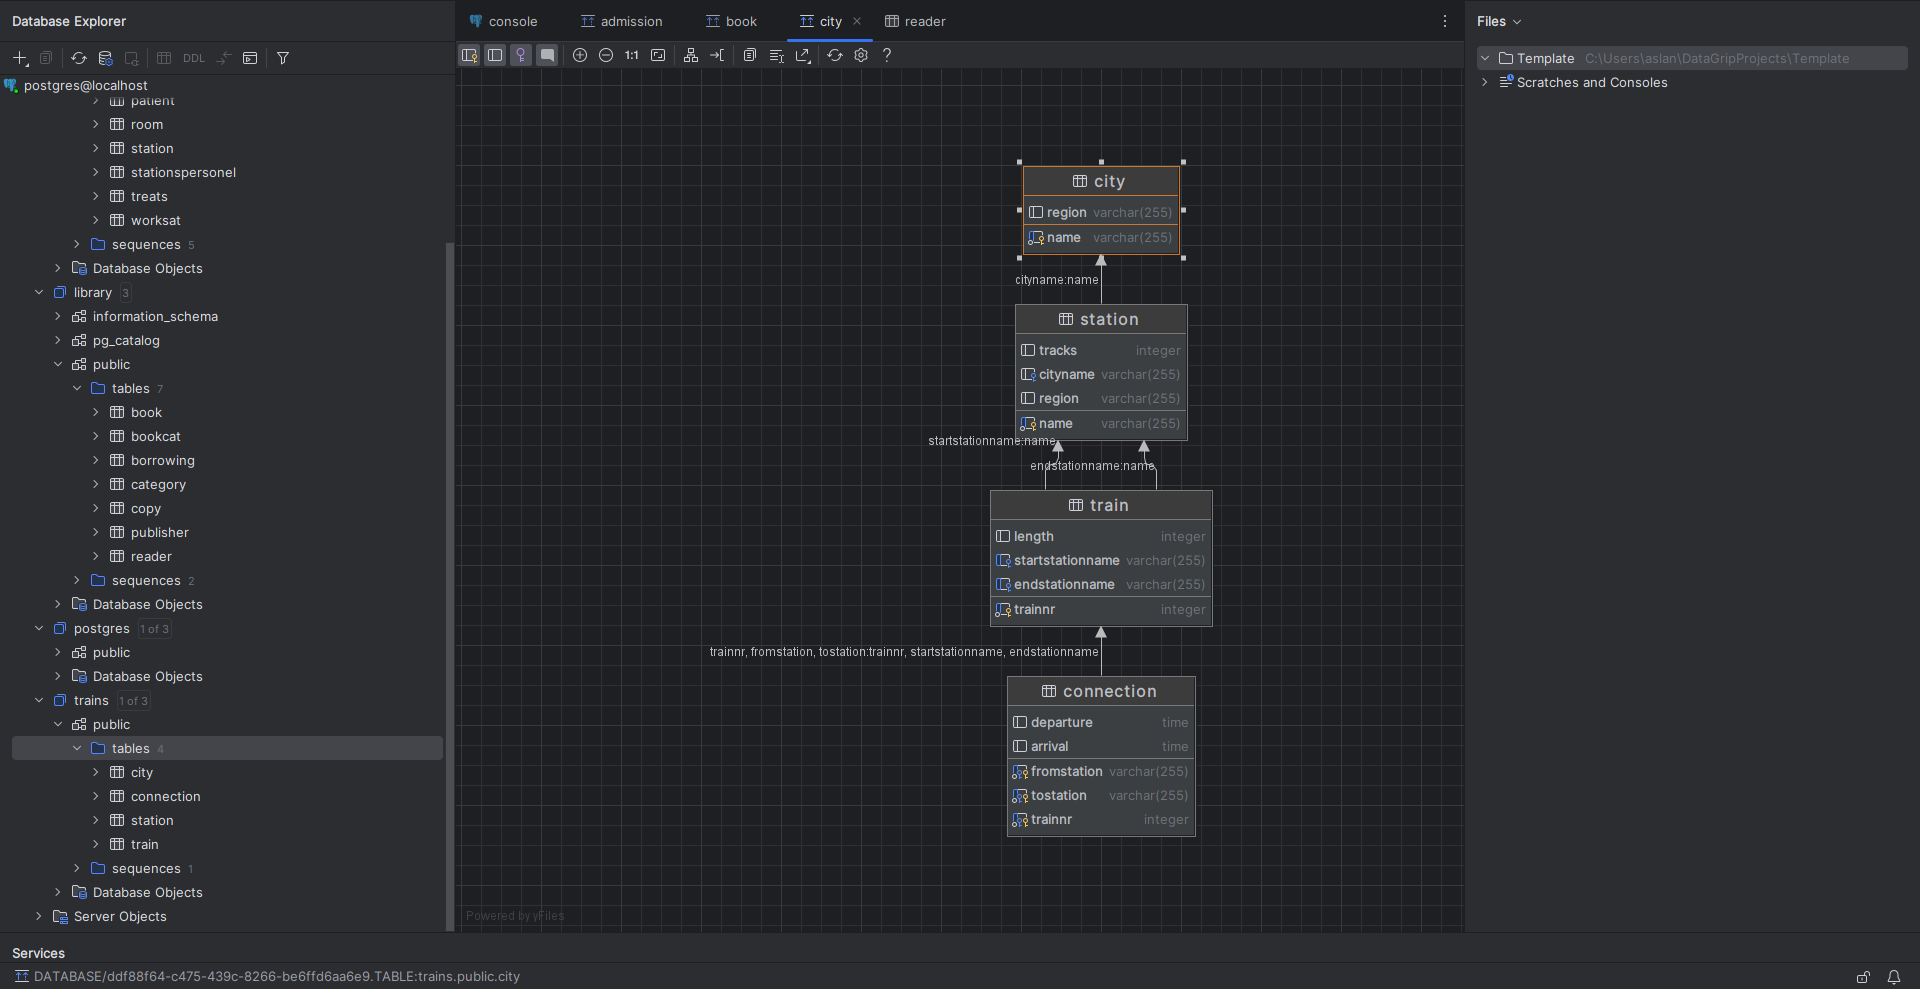 Database Explorer
DDL
postgres@localhost
patient
room
station
stationspersonel
treats
worksat
sequences 5
Database Objects
library 3
information_schema
pg_catalog
public
tables 7
book
bookcat
borrowing
category
copy
publisher
reader
sequences 2
Database Objects
postgres 1 of 3
public
Database Objects
trains 1 of 3
public
tables 4
city
connection
station
train
sequences 1
Database Objects
Server Objects
console admission book city reader
1:1
city
region varchar(255)
name varchar(255)
cityname:name
station
tracks integer
cityname varchar(255)
region varchar(255)
name varchar(255)
startstationname:name
endstationname:name
train
length integer
startstationname varchar(255)
endstationname varchar(255)
trainnr integer
trainnr, fromstation, tostation:trainnr, startstationname, endstationname
connection
departure time
arrival time
fromstation varchar(255)
tostation varchar(255)
trainnr integer
Powered by yFiles
Files
Template C:\Users\aslan\DataGripProjects\Template
Scratches and Consoles
Services
DATABASE/ddf88f64-c475-439c-8266-be6ffd6aa6e9.TABLE:trains.public.city